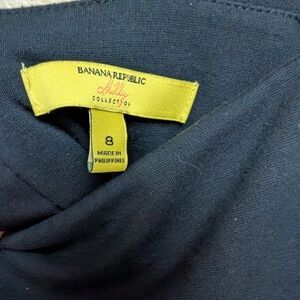 BANANA REPUBLIC
Milly
COLLECTION
8
MADE IN
PHILIPPINES